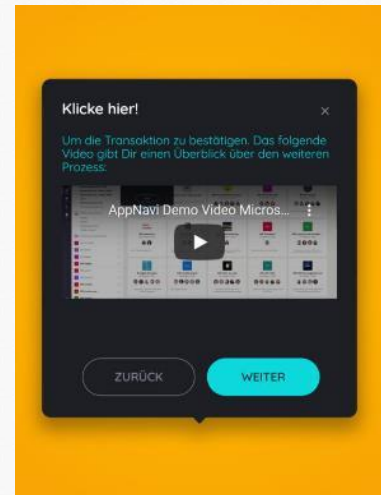 Klicke hier!
×
Um die Transaktion zu bestätigen. Das folgende
Video gibt Dir einen Überblick über den weiteren
Prozess:
AppNavi Demo Video Micros...
ZURÜCK
WEITER